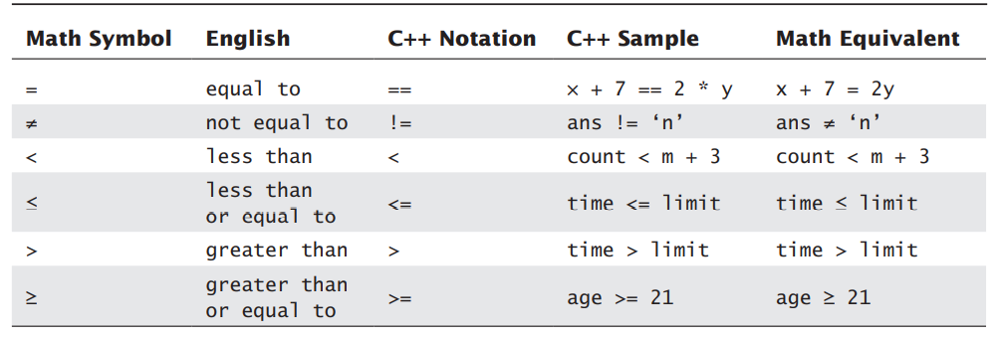 Math Symbol English C++ Notation C++ Sample Math Equivalent
= equal to == x + 7 == 2 * y x + 7 = 2y
≠ not equal to != ans != ‘n’ ans ≠ ‘n’
< less than < count < m + 3 count < m + 3
≤ less than
or equal to <= time <= limit time ≤ limit
> greater than > time > limit time > limit
≥ greater than
or equal to >= age >= 21 age ≥ 21